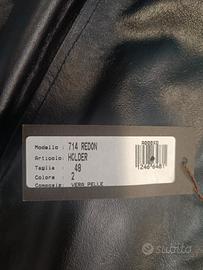 Modello : 714 REDON
Articolo: HOLDER
Taglia : 48
Colore : 2
Composiz: VERA PELLE
subito